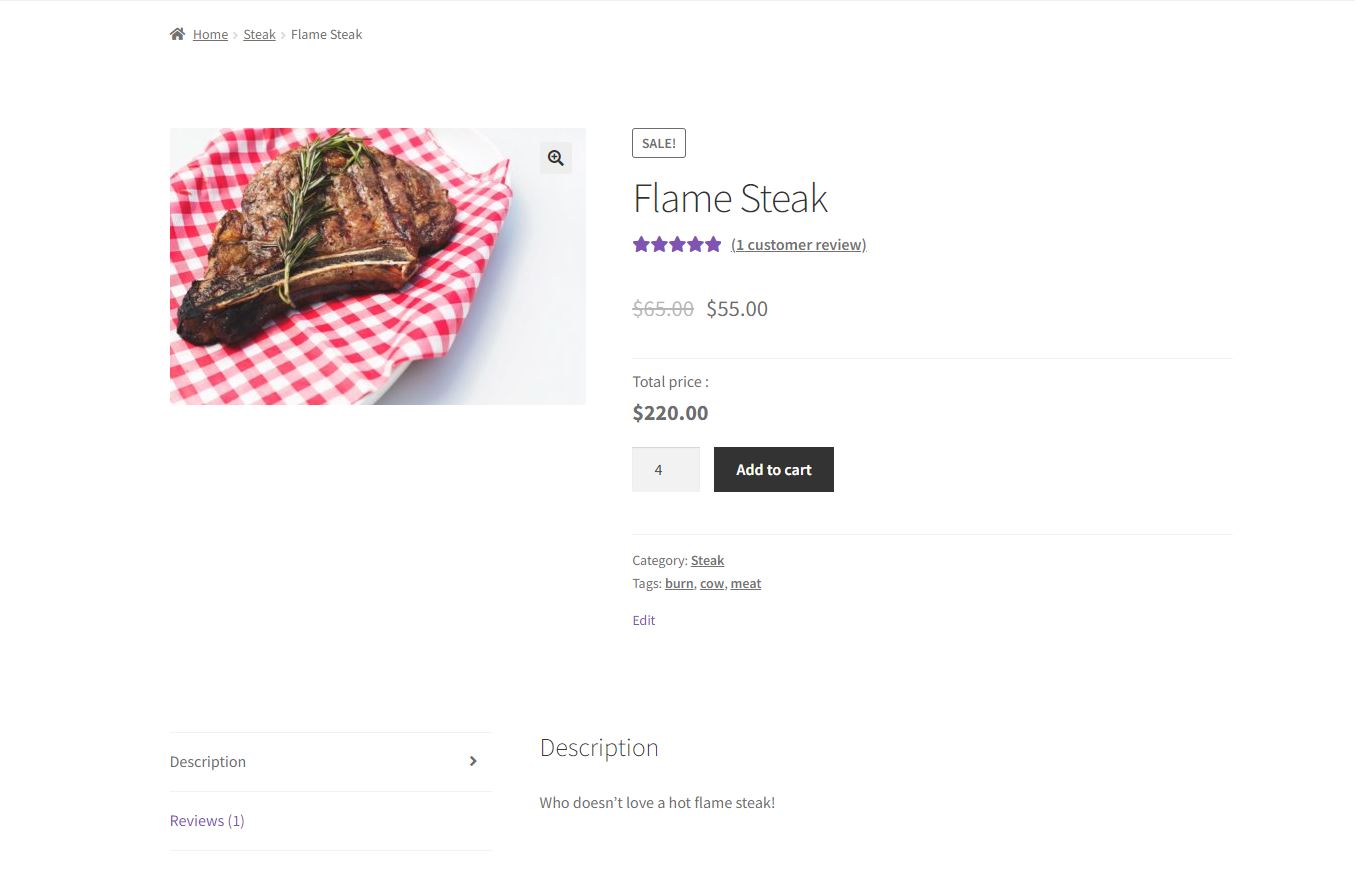 Home > Steak > Flame Steak
SALE!
Flame Steak
(1 customer review)
$65.00 $55.00
Total price :
$220.00
4 Add to cart
Category: Steak
Tags: burn, cow, meat
Edit
Description
Reviews (1)
Description
Who doesn’t love a hot flame steak!